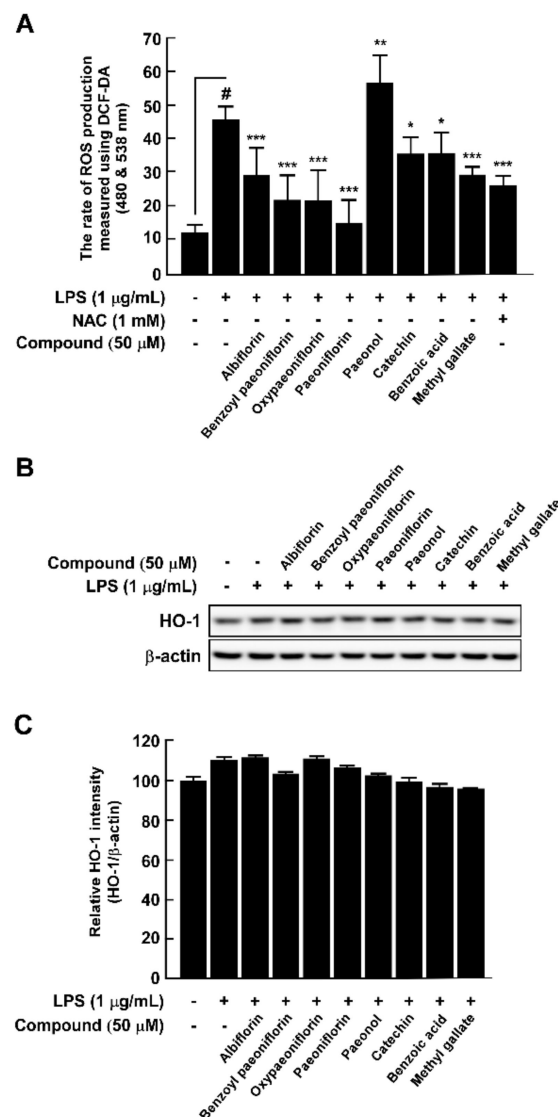 A
The rate of ROS production
measured using DCF-DA
(480 & 538 nm)
70
60
50
40
30
20
10
0
#
***
***
***
***
**
*
*
***
***
LPS (1 μg/mL) - + + + + + + + + + +
NAC (1 mM) - - - - - - - - - - +
Compound (50 μM) - - Albiflorin Benzoyl paeoniflorin Oxypaeoniflorin Paeoniflorin Paeonol Catechin Benzoic acid Methyl gallate -
B
Compound (50 μM) - - Albiflorin Benzoyl paeoniflorin Oxypaeoniflorin Paeoniflorin Paeonol Catechin Benzoic acid Methyl gallate
LPS (1 μg/mL) - + + + + + + + + +
HO-1
β-actin
C
Relative HO-1 intensity
(HO-1/β-actin)
120
100
80
60
40
20
0
LPS (1 μg/mL) - + + + + + + + + +
Compound (50 μM) - - Albiflorin Benzoyl paeoniflorin Oxypaeoniflorin Paeoniflorin Paeonol Catechin Benzoic acid Methyl gallate